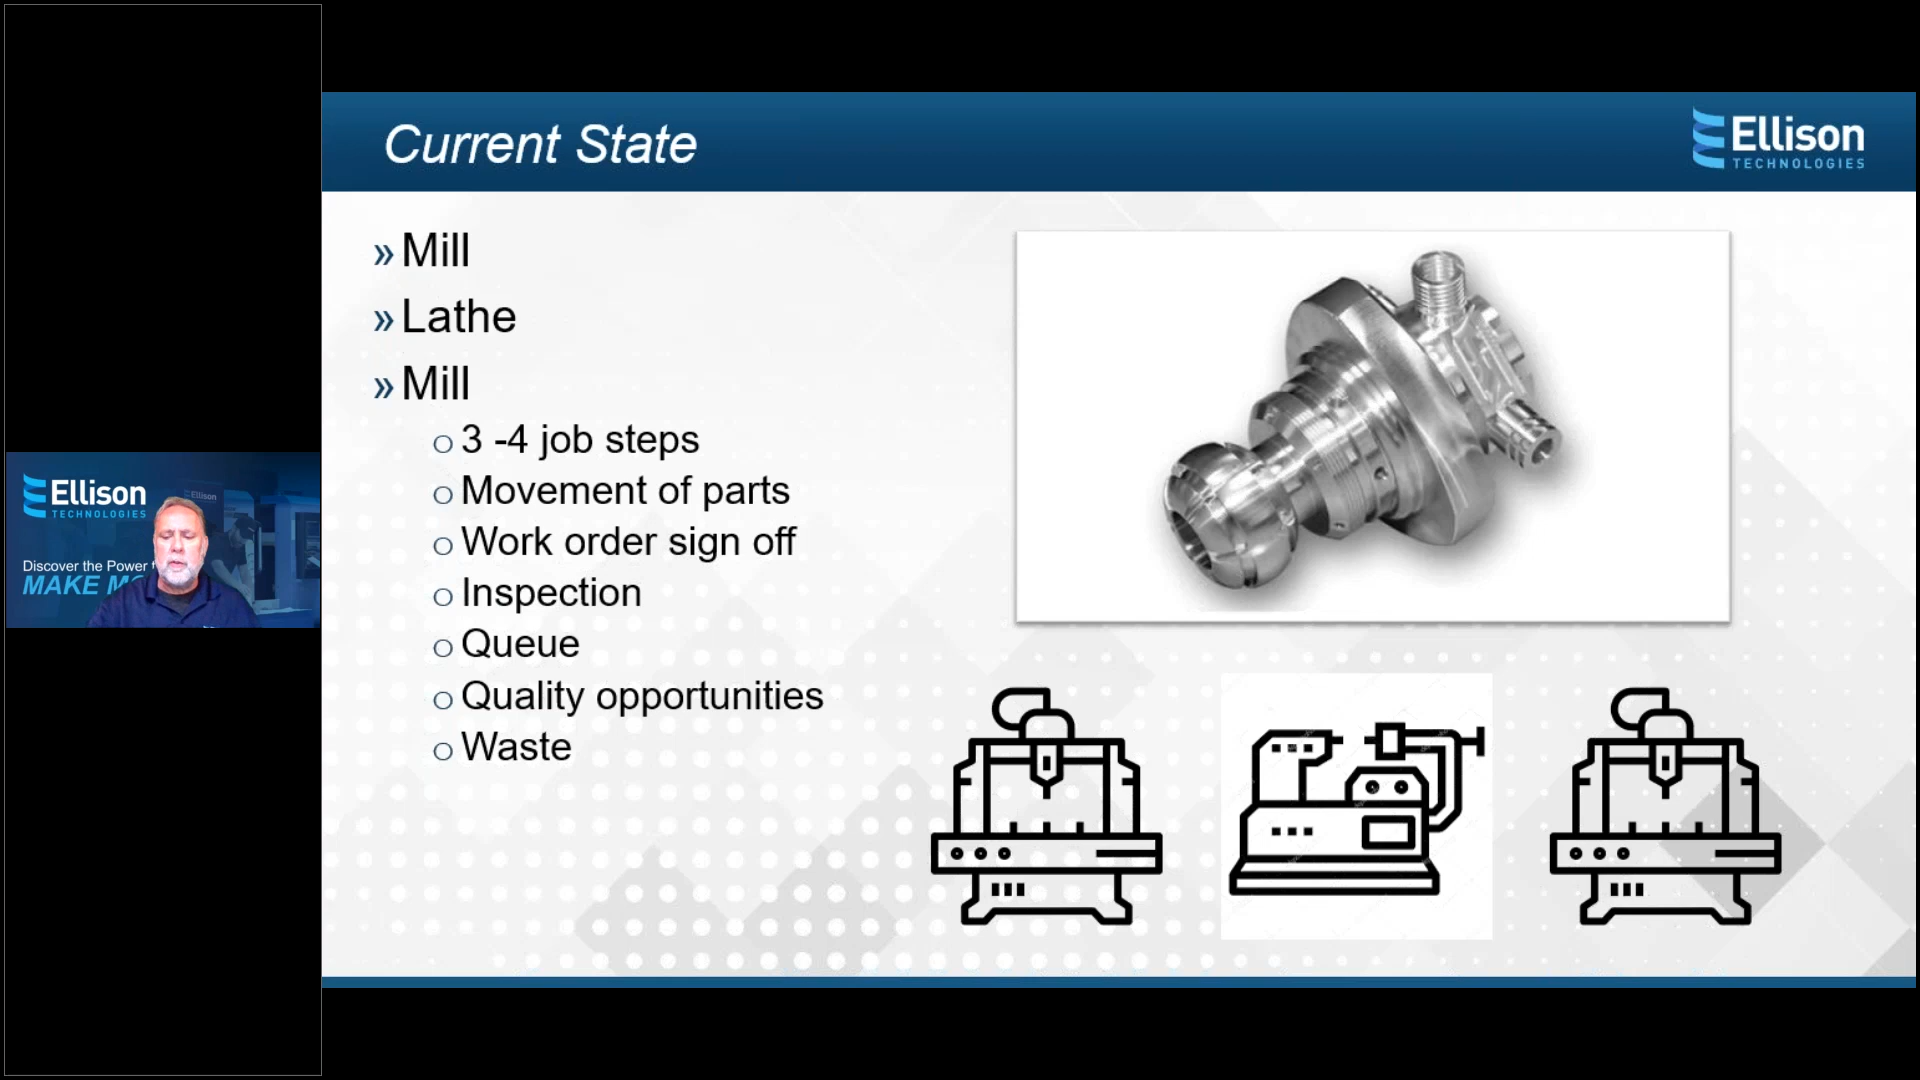 Current State
Ellison
TECHNOLOGIES
» Mill
» Lathe
» Mill
o 3 -4 job steps
o Movement of parts
o Work order sign off
o Inspection
o Queue
o Quality opportunities
o Waste
Ellison
TECHNOLOGIES
Ellison
Discover the Power
MAKE